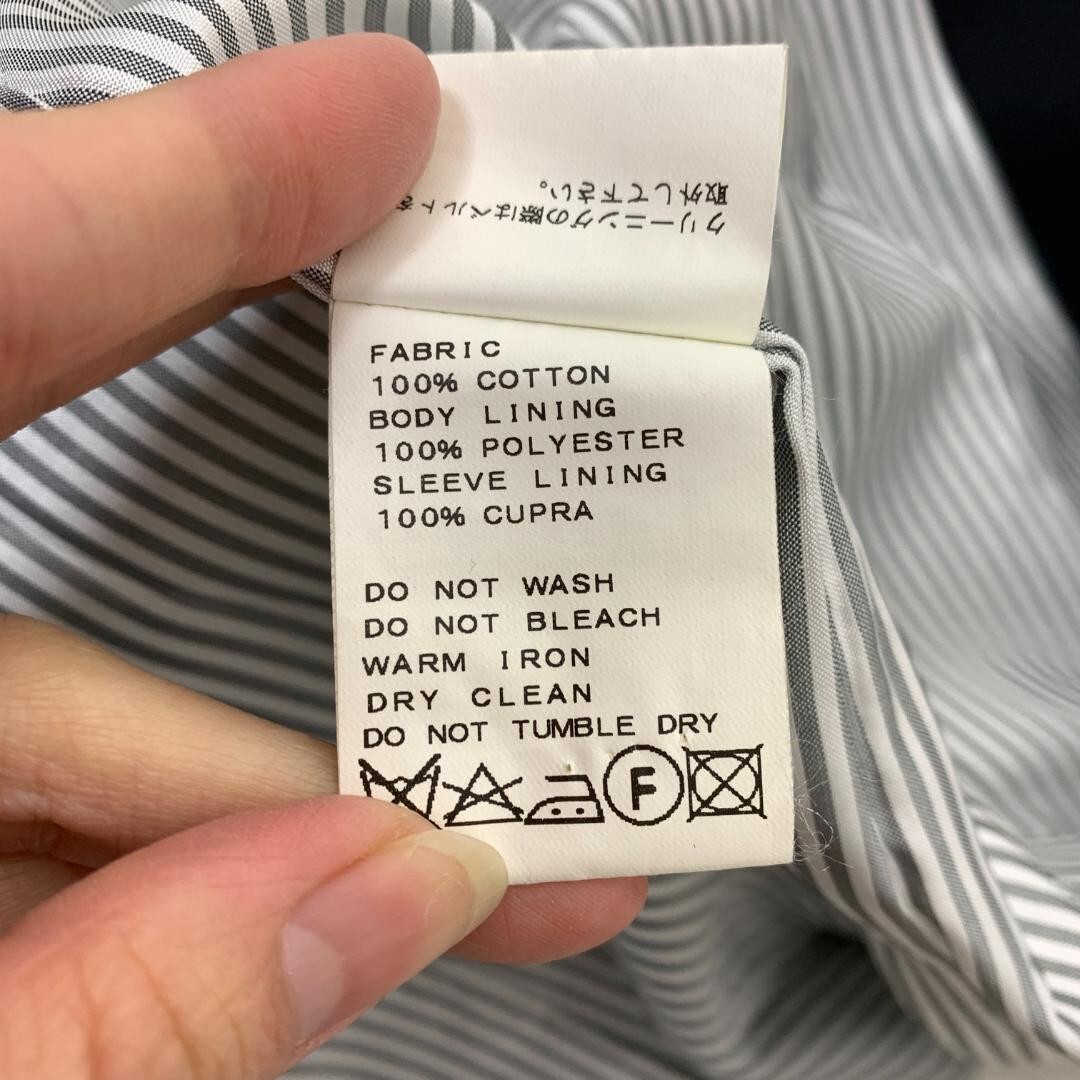 クリーニングの際はベルトを
取外して下さい。
FABRIC
100% COTTON
BODY LINING
100% POLYESTER
SLEEVE LINING
100% CUPRA
DO NOT WASH
DO NOT BLEACH
WARM IRON
DRY CLEAN
DO NOT TUMBLE DRY
F